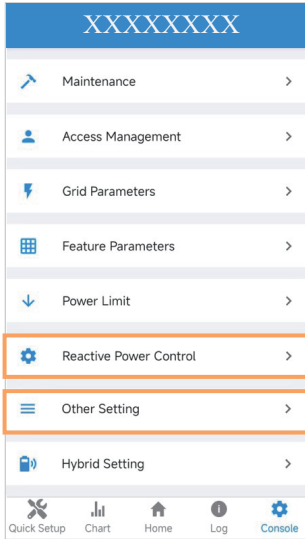 XXXXXXXX
Maintenance
Access Management
Grid Parameters
Feature Parameters
Power Limit
Reactive Power Control
Other Setting
Hybrid Setting
Quick Setup Chart Home Log Console